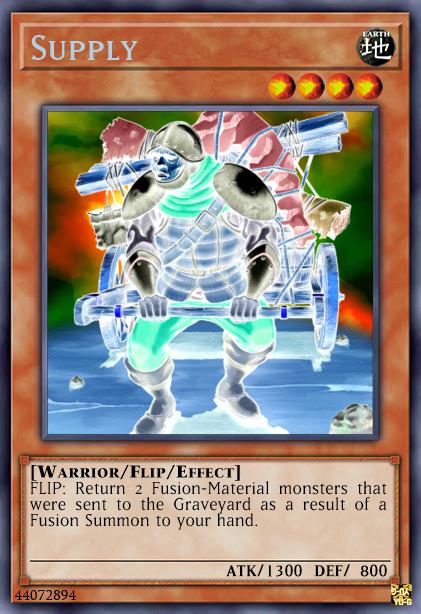 SUPPLY
EARTH
地
[WARRIOR/FLIP/EFFECT]
FLIP: Return 2 Fusion-Material monsters that
were sent to the Graveyard as a result of a
Fusion Summon to your hand.
ATK/1300 DEF/ 800
44072894